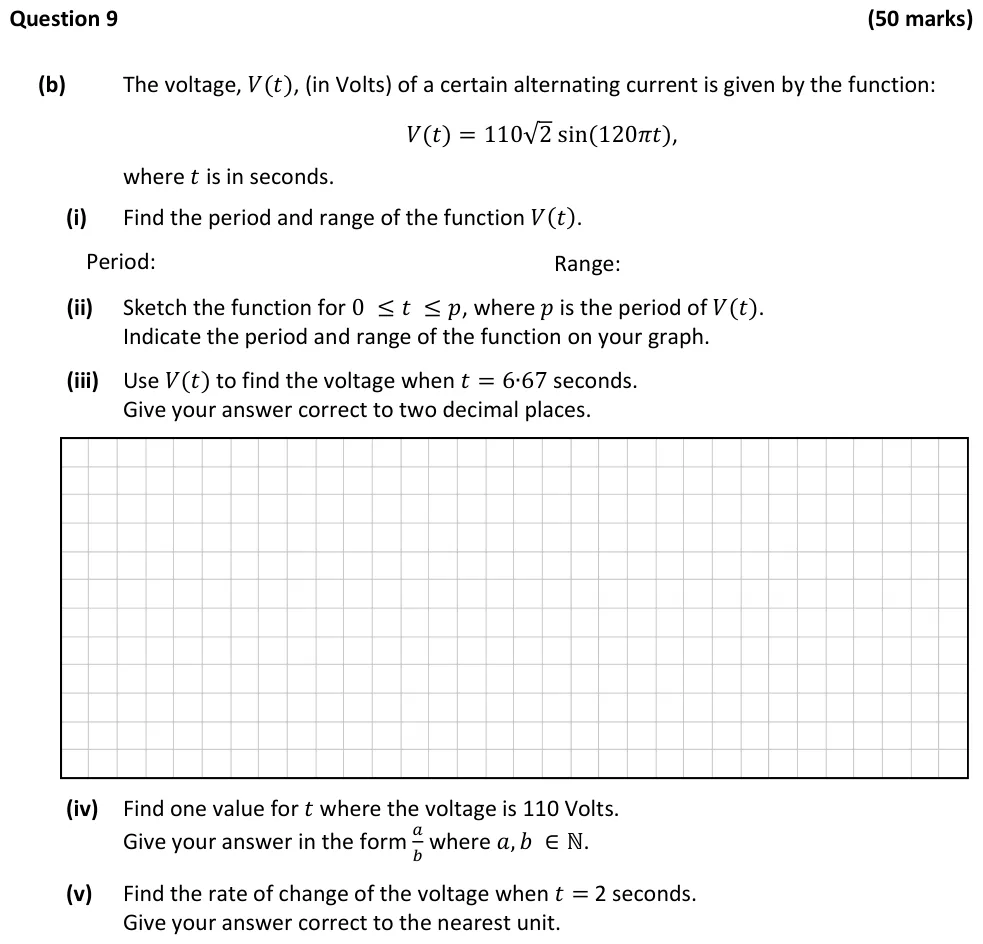 Question 9 (50 marks)
(b) The voltage, V(t), (in Volts) of a certain alternating current is given by the function:
V(t) = 110√2 sin(120πt),
where t is in seconds.
(i) Find the period and range of the function V(t).
Period: Range:
(ii) Sketch the function for 0 ≤ t ≤ p, where p is the period of V(t).
Indicate the period and range of the function on your graph.
(iii) Use V(t) to find the voltage when t = 6·67 seconds.
Give your answer correct to two decimal places.
(iv) Find one value for t where the voltage is 110 Volts.
Give your answer in the form a/b where a, b ∈ ℕ.
(v) Find the rate of change of the voltage when t = 2 seconds.
Give your answer correct to the nearest unit.